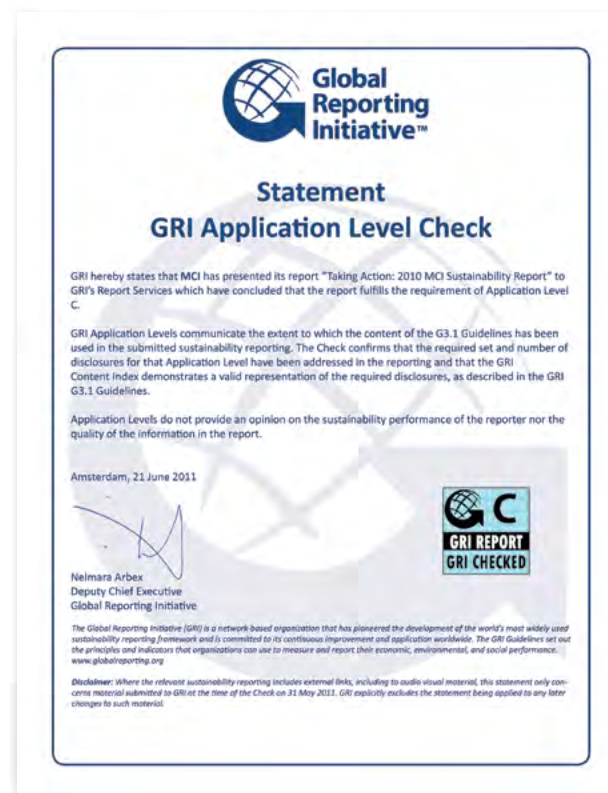 Global
Reporting
Initiative™
Statement
GRI Application Level Check
GRI hereby states that MCI has presented its report "Taking Action: 2010 MCI Sustainability Report" to
GRI's Report Services which have concluded that the report fulfills the requirement of Application Level
C.
GRI Application Levels communicate the extent to which the content of the G3.1 Guidelines has been
used in the submitted sustainability reporting. The Check confirms that the required set and number of
disclosures for that Application Level have been addressed in the reporting and that the GRI
Content Index demonstrates a valid representation of the required disclosures, as described in the GRI
G3.1 Guidelines.
Application Levels do not provide an opinion on the sustainability performance of the reporter nor the
quality of the information in the report.
Amsterdam, 21 June 2011
C
GRI REPORT
GRI CHECKED
Nelmara Arbex
Deputy Chief Executive
Global Reporting Initiative
The Global Reporting Initiative (GRI) is a network-based organization that has pioneered the development of the world's most widely used
sustainability reporting framework and is committed to its continuous improvement and application worldwide. The GRI Guidelines set out
the principles and indicators that organizations can use to measure and report their economic, environmental, and social performance.
www.globalreporting.org
Disclaimer: Where the relevant sustainability reporting includes external links, including to audio visual material, this statement only con-
cerns material submitted to GRI at the time of the Check on 31 May 2011. GRI explicitly excludes the statement being applied to any later
changes to such material.